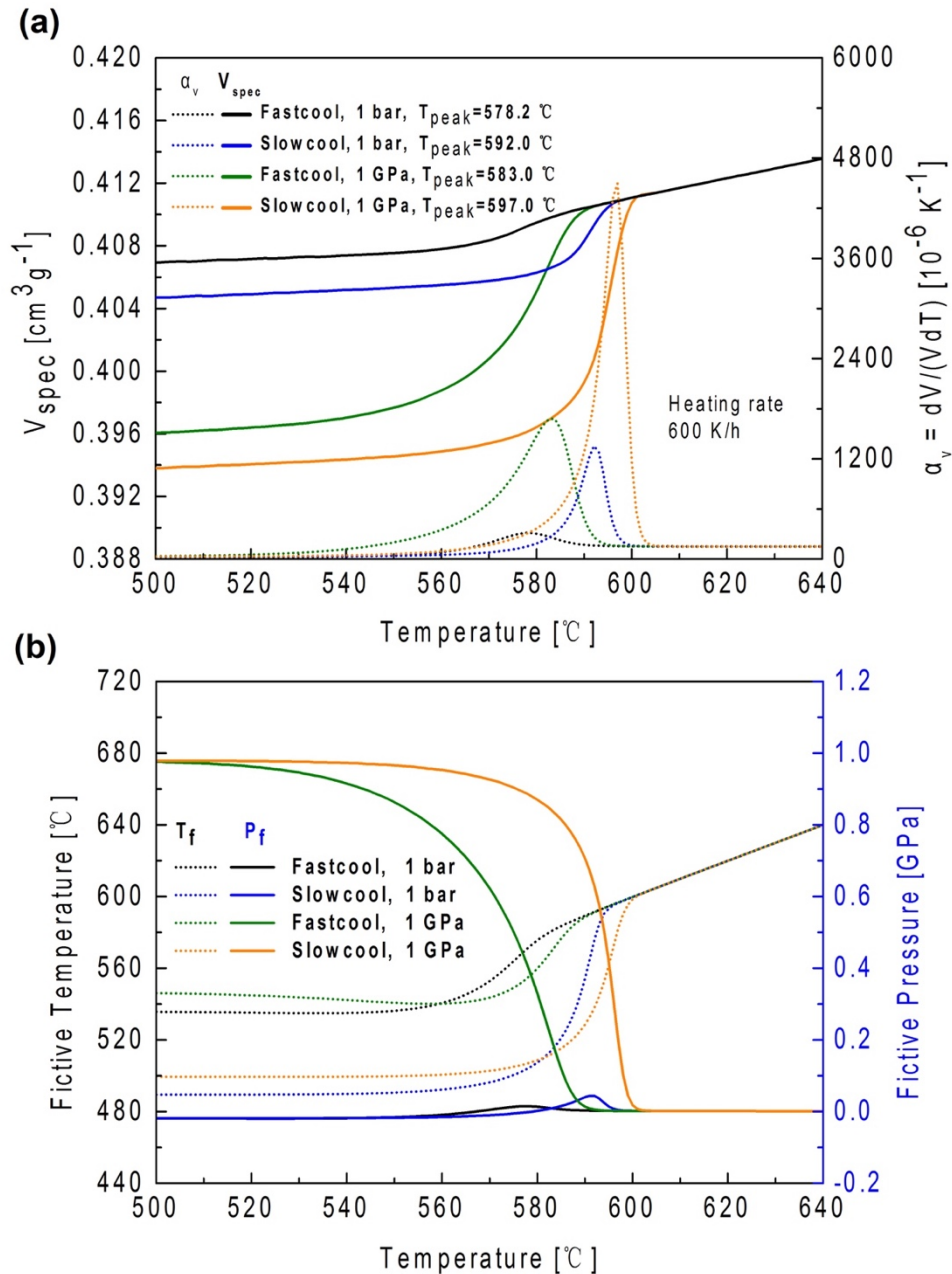 (a)
0.420
0.416
0.412
0.408
0.404
0.400
0.396
0.392
0.388
V_spec [cm³g⁻¹]
α_v V_spec
Fastcool, 1 bar, T_peak=578.2 ℃
Slowcool, 1 bar, T_peak=592.0 ℃
Fastcool, 1 GPa, T_peak=583.0 ℃
Slowcool, 1 GPa, T_peak=597.0 ℃
Heating rate
600 K/h
6000
4800
3600
2400
1200
0
α_v = dV/(VdT) [10⁻⁶ K⁻¹]
500 520 540 560 580 600 620 640
Temperature [℃]
(b)
720
680
640
600
560
520
480
440
Fictive Temperature [℃]
T_f P_f
Fastcool, 1 bar
Slowcool, 1 bar
Fastcool, 1 GPa
Slowcool, 1 GPa
1.2
1.0
0.8
0.6
0.4
0.2
0.0
-0.2
Fictive Pressure [GPa]
500 520 540 560 580 600 620 640
Temperature [℃]